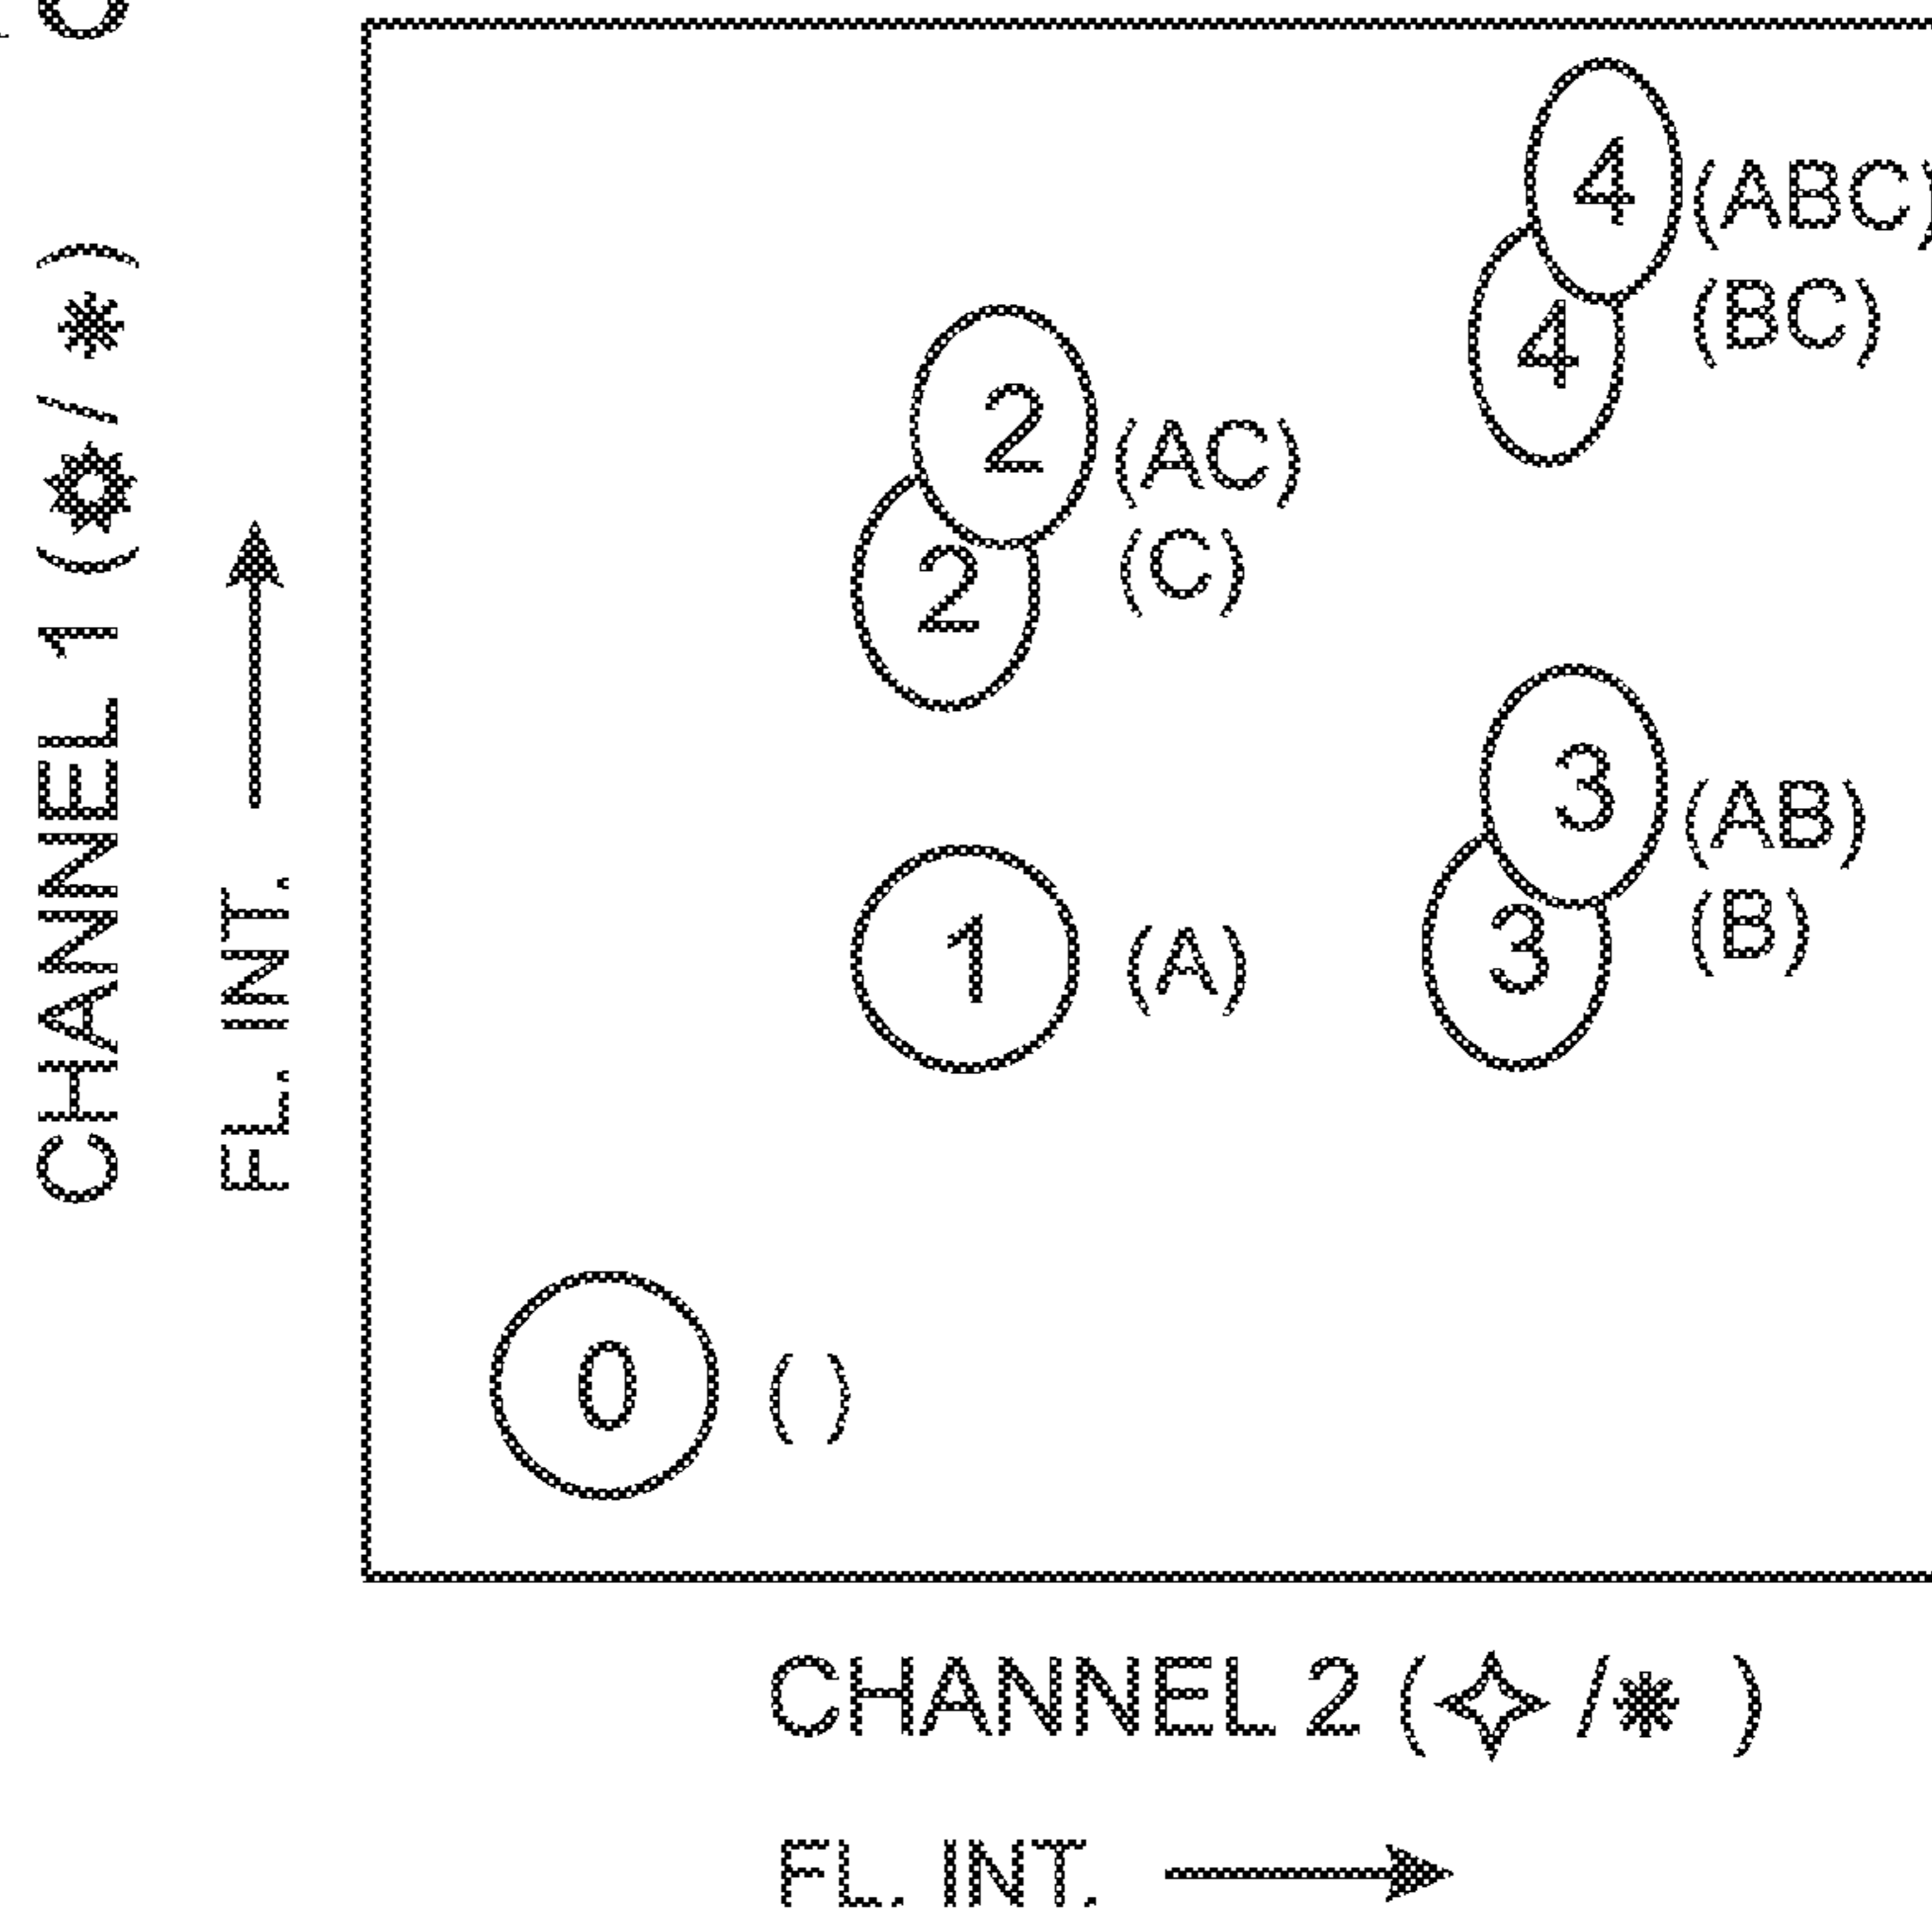 4 (ABC)
4 (BC)
2 (AC)
2 (C)
3 (AB)
3 (B)
1 (A)
0 ( )
CHANNEL 1 (✹/ ✳)
FL. INT.
CHANNEL 2 (✧/✳ )
FL. INT.